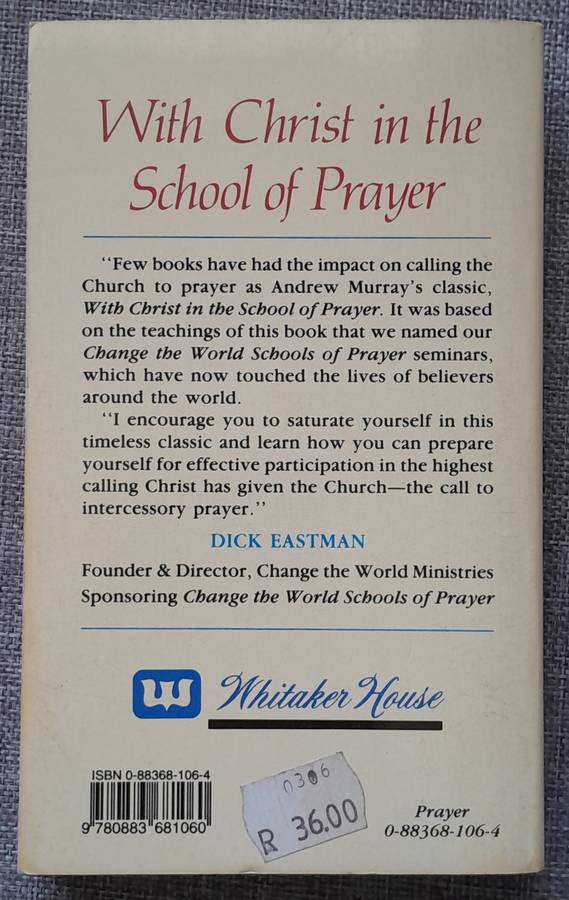 With Christ in the
School of Prayer
"Few books have had the impact on calling the
Church to prayer as Andrew Murray's classic,
With Christ in the School of Prayer. It was based
on the teachings of this book that we named our
Change the World Schools of Prayer seminars,
which have now touched the lives of believers
around the world.
"I encourage you to saturate yourself in this
timeless classic and learn how you can prepare
yourself for effective participation in the highest
calling Christ has given the Church—the call to
intercessory prayer."
DICK EASTMAN
Founder & Director, Change the World Ministries
Sponsoring Change the World Schools of Prayer
W Whitaker House
ISBN 0-88368-106-4
9 780883 681060
0306
R 36.00
Prayer
0-88368-106-4